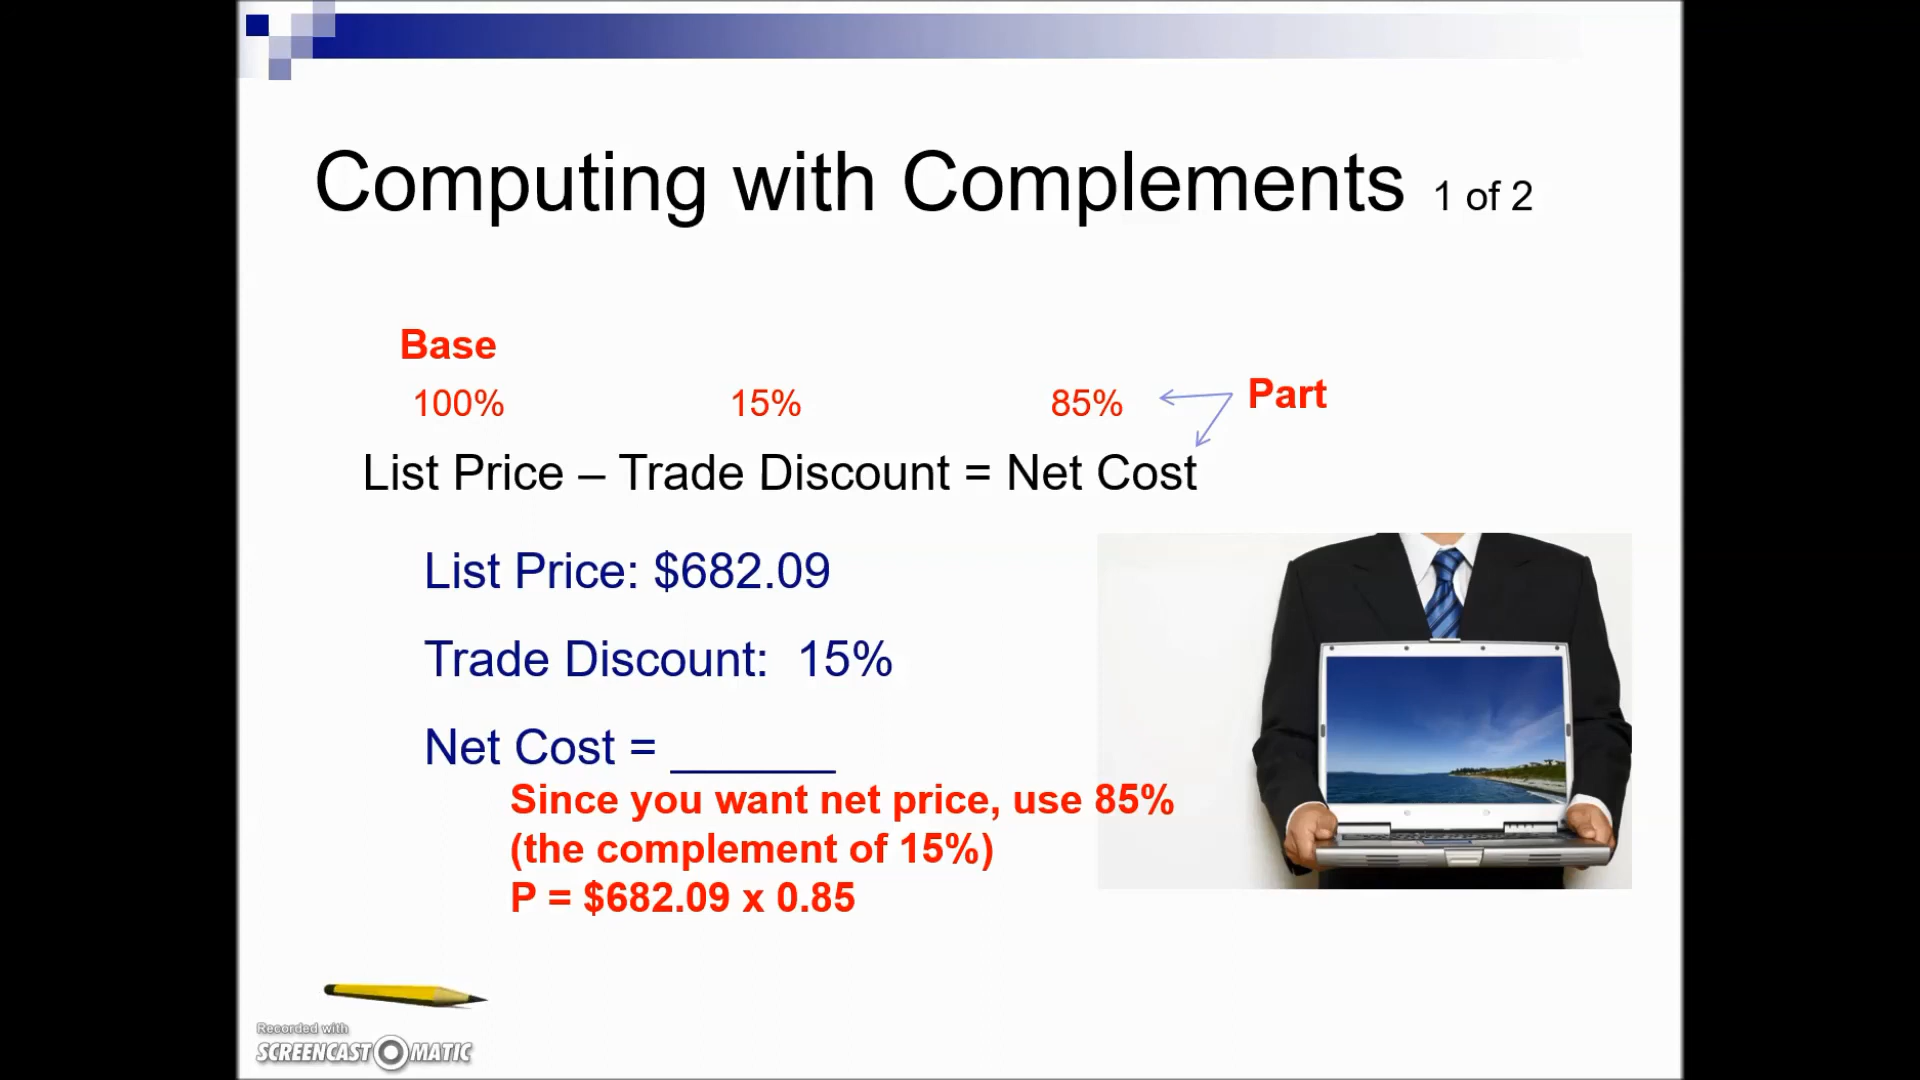 Computing with Complements 1 of 2
Base
100% 15% 85% Part
List Price – Trade Discount = Net Cost
List Price: $682.09
Trade Discount: 15%
Net Cost = ______
Since you want net price, use 85%
(the complement of 15%)
P = $682.09 x 0.85
Recorded with
SCREENCAST O MATIC